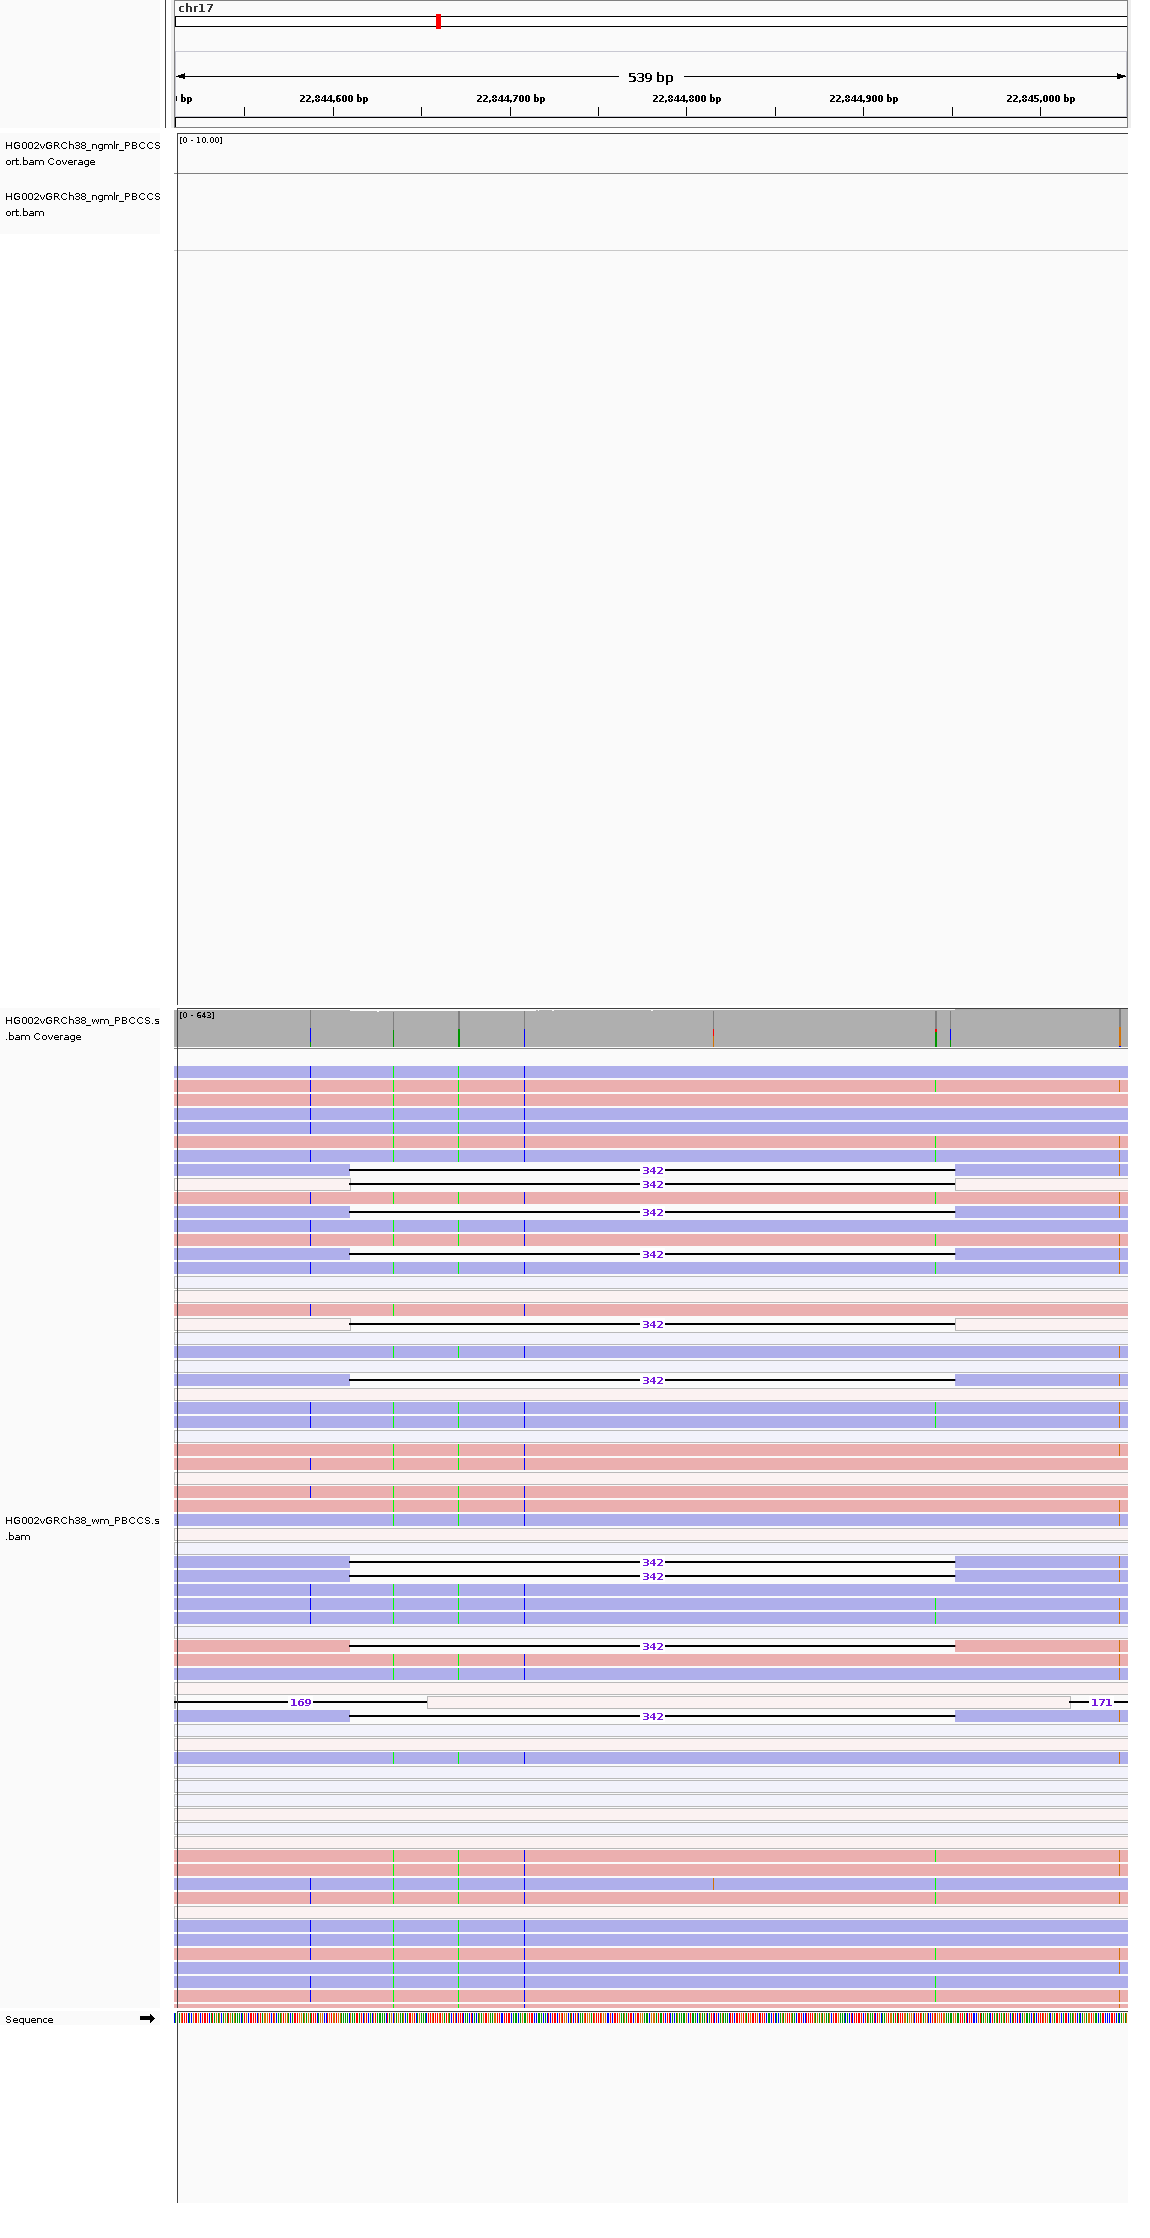 chr17
539 bp
bp
22,844,600 bp
22,844,700 bp
22,844,800 bp
22,844,900 bp
22,845,000 bp
HG002vGRCh38_ngmlr_PBCCS
ort.bam Coverage
[0 - 10.00]
HG002vGRCh38_ngmlr_PBCCS
ort.bam
HG002vGRCh38_wm_PBCCS.s
.bam Coverage
[0 - 643]
342
342
342
342
342
342
HG002vGRCh38_wm_PBCCS.s
.bam
342
342
342
169
171
342
Sequence